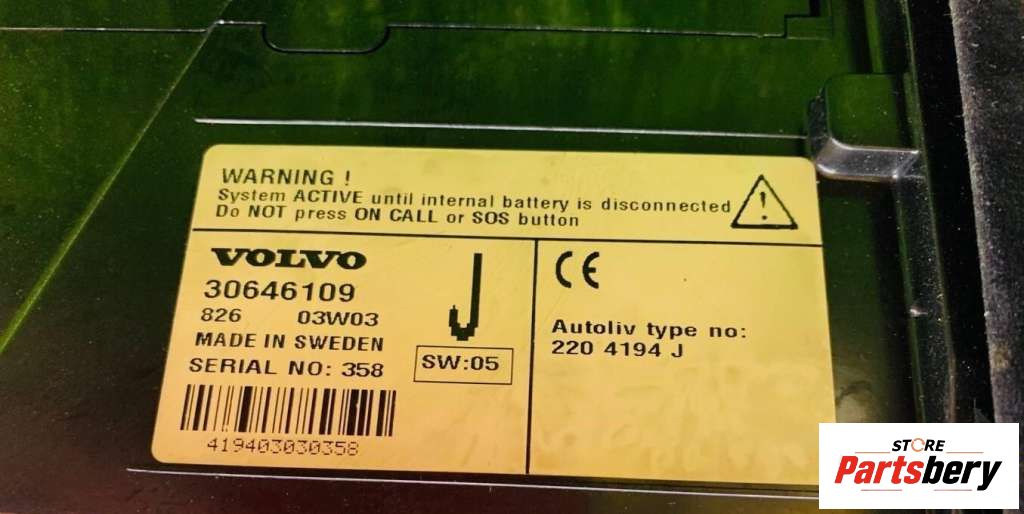 WARNING !
System ACTIVE until internal battery is disconnected
Do NOT press ON CALL or SOS button
VOLVO
30646109
826 03W03
MADE IN SWEDEN
SERIAL NO: 358
419403030358
J
SW:05
CE
Autoliv type no:
220 4194 J
STORE
Partsbery